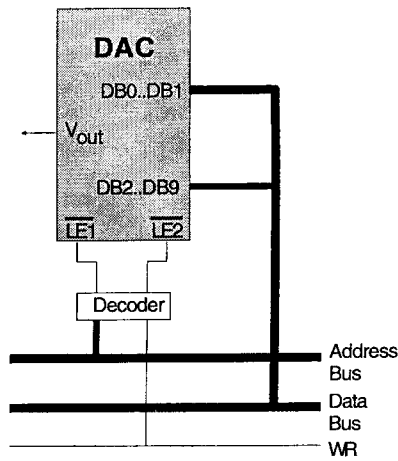 DAC
DB0..DB1
Vout
DB2..DB9
LE1 LE2
Decoder
Address
Bus
Data
Bus
WR